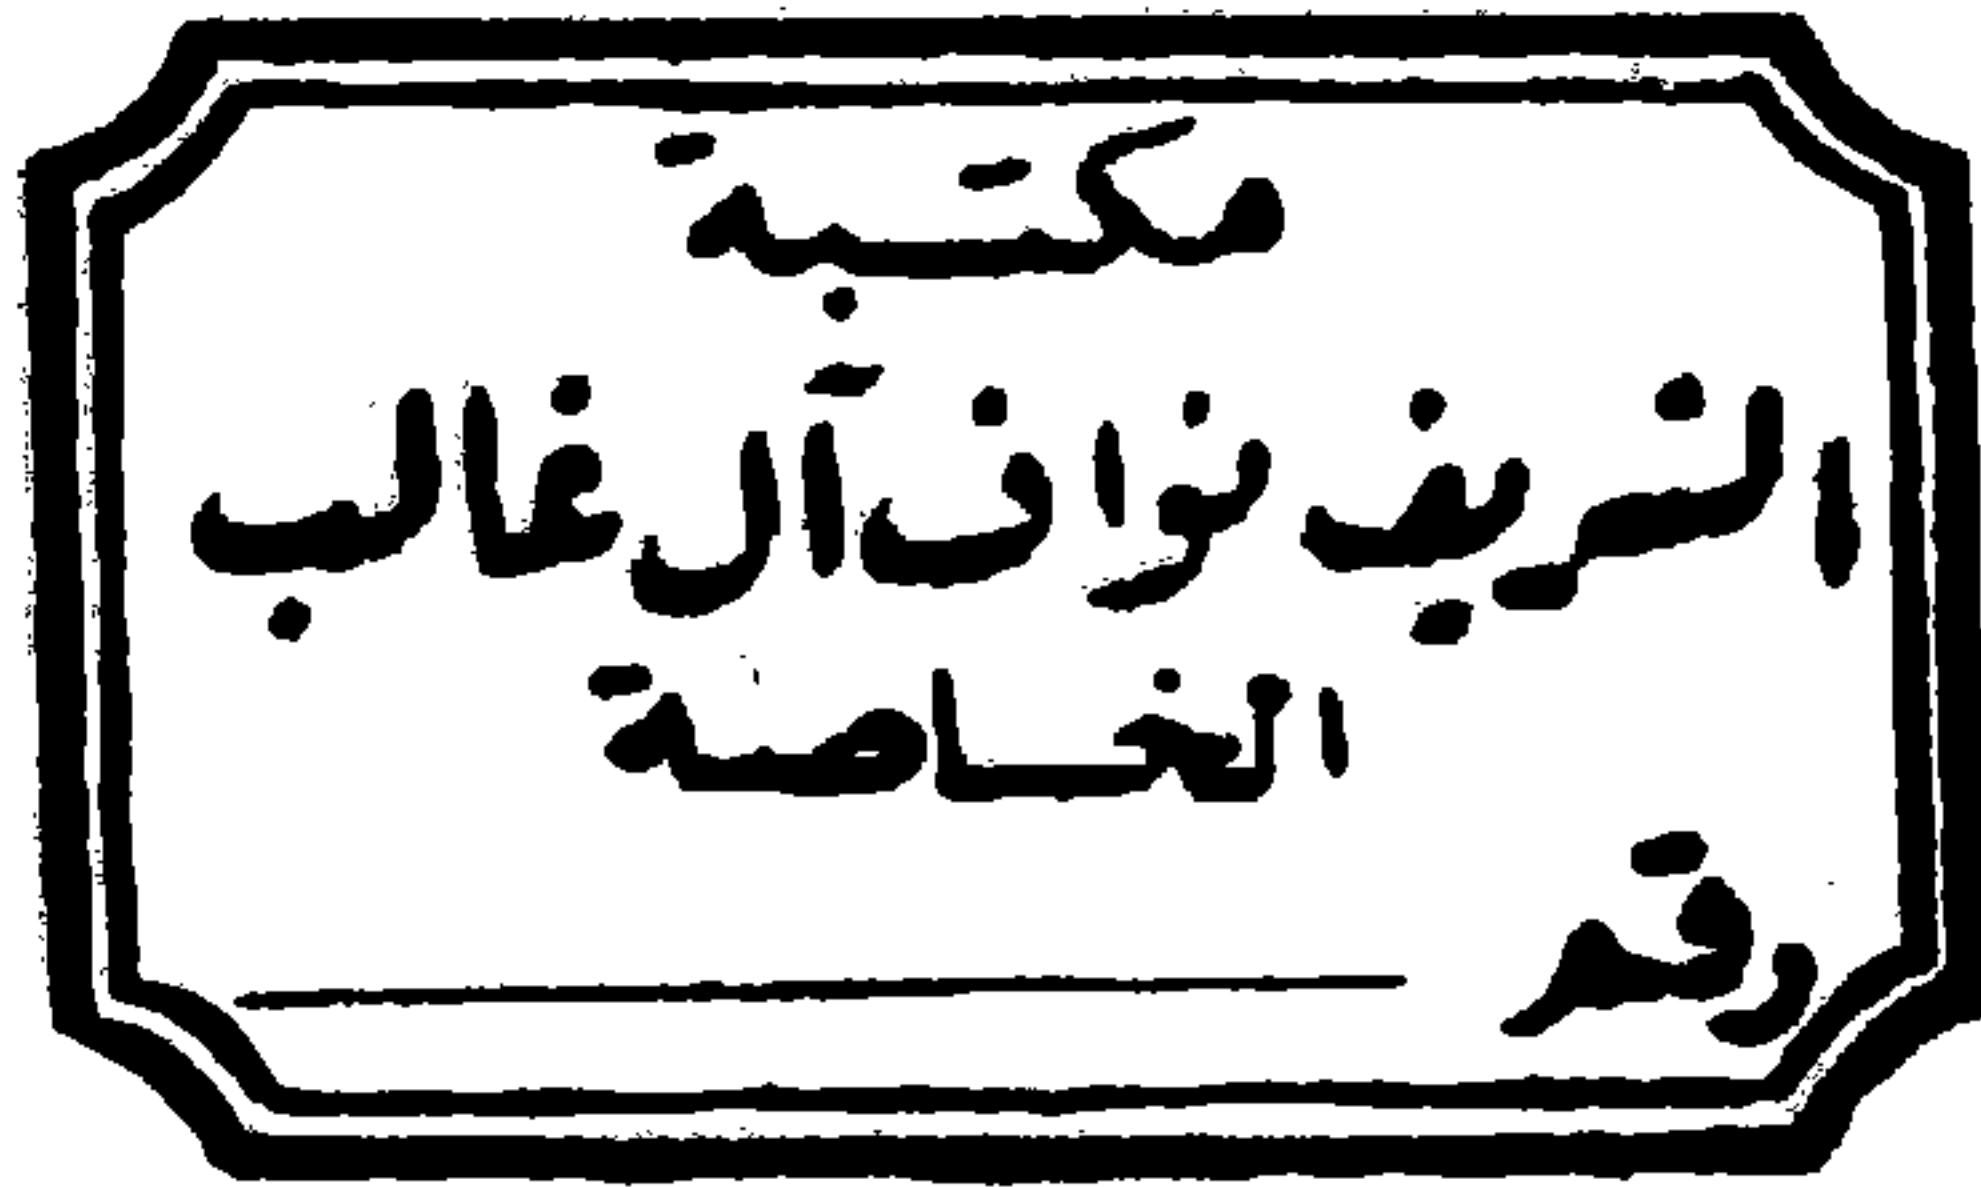 مكتبة
الشريف نواف آل غالب
الخاصة
رقم